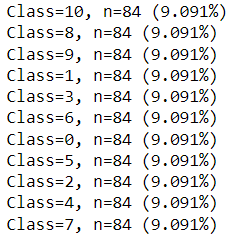 Class=10, n=84 (9.091%)
Class=8, n=84 (9.091%)
Class=9, n=84 (9.091%)
Class=1, n=84 (9.091%)
Class=3, n=84 (9.091%)
Class=6, n=84 (9.091%)
Class=0, n=84 (9.091%)
Class=5, n=84 (9.091%)
Class=2, n=84 (9.091%)
Class=4, n=84 (9.091%)
Class=7, n=84 (9.091%)